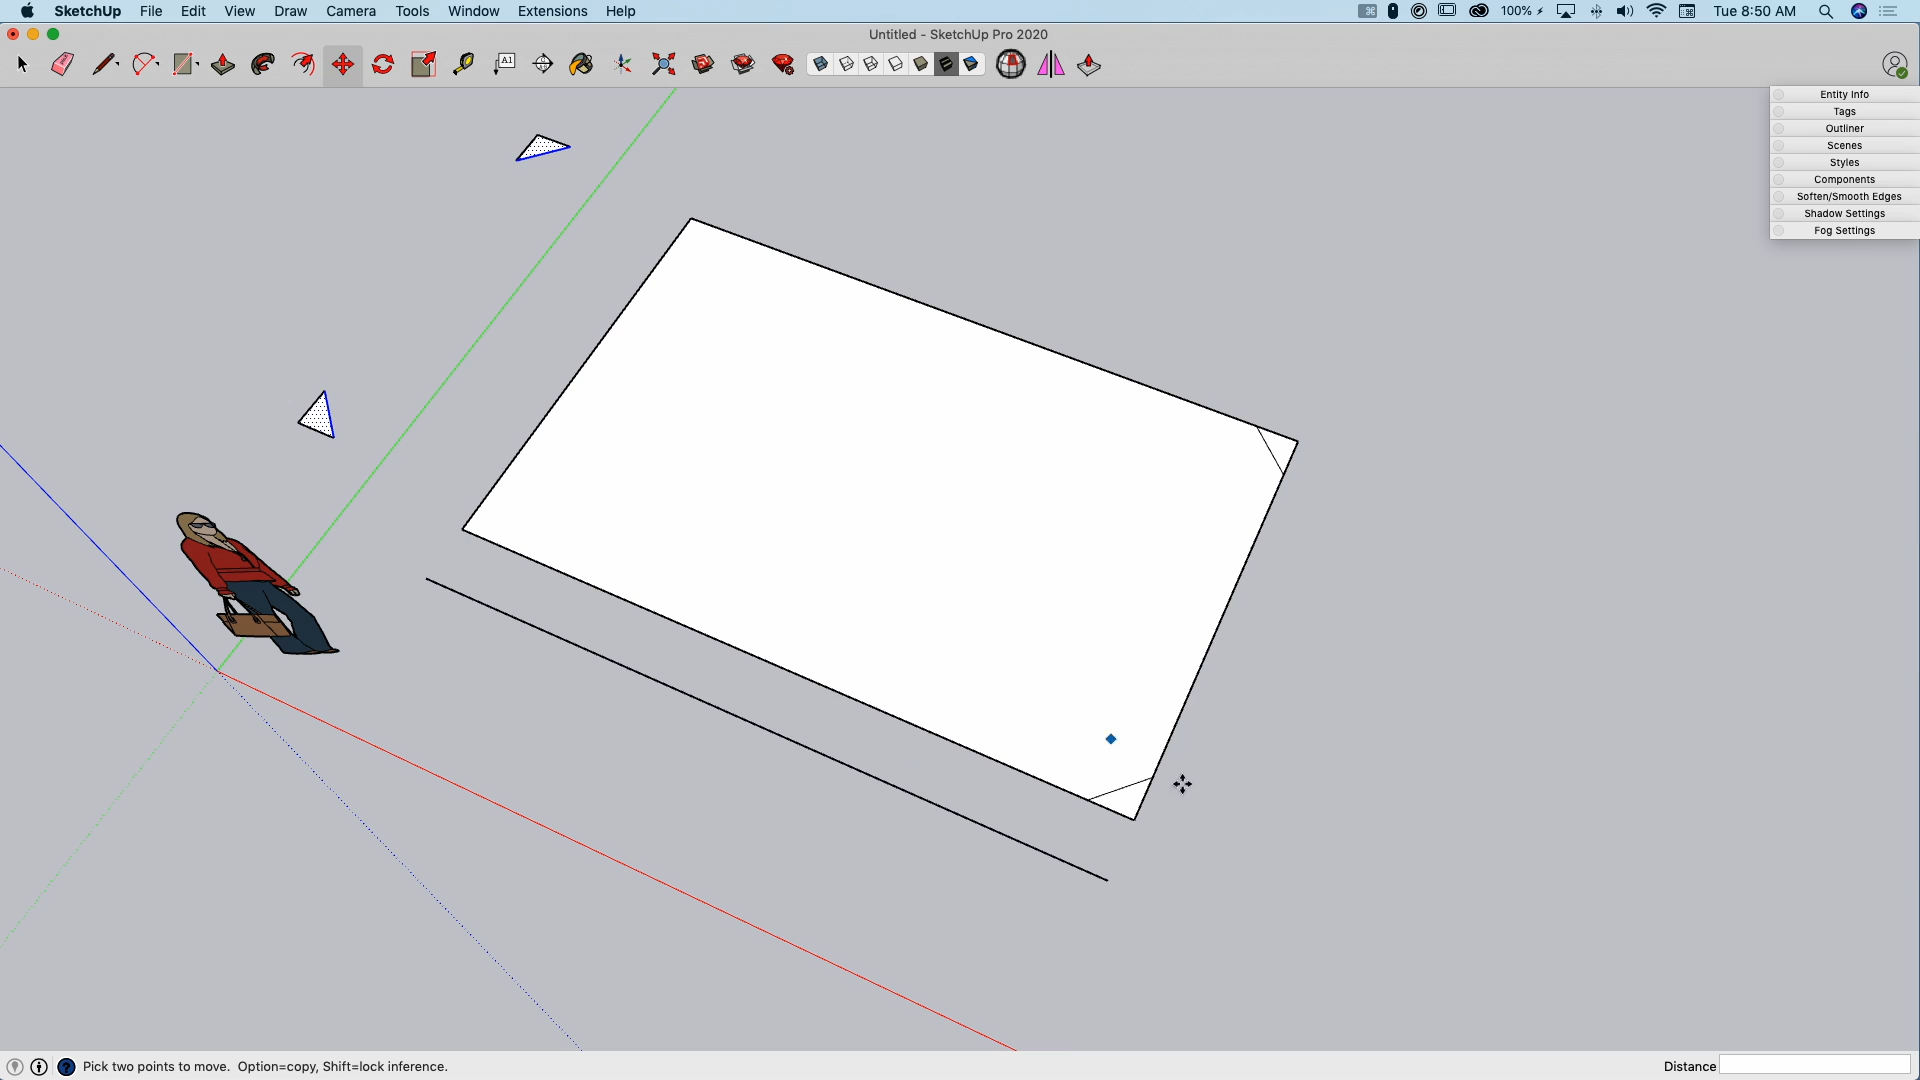 SketchUp File Edit View Draw Camera Tools Window Extensions Help 100% Tue 8:50 AM
Untitled - SketchUp Pro 2020
A1
Entity Info
Tags
Outliner
Scenes
Styles
Components
Soften/Smooth Edges
Shadow Settings
Fog Settings
Pick two points to move. Option=copy, Shift=lock inference. Distance